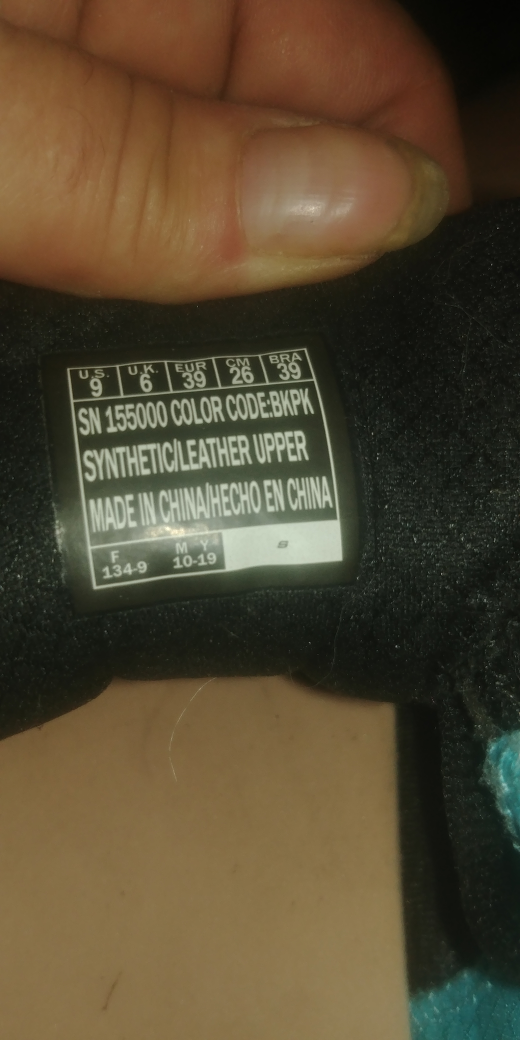 U.S. U.K. EUR CM BRA
9 6 39 26 39
SN 155000 COLOR CODE:BKPK
SYNTHETIC/LEATHER UPPER
MADE IN CHINA/HECHO EN CHINA
F M Y
134-9 10-19
S